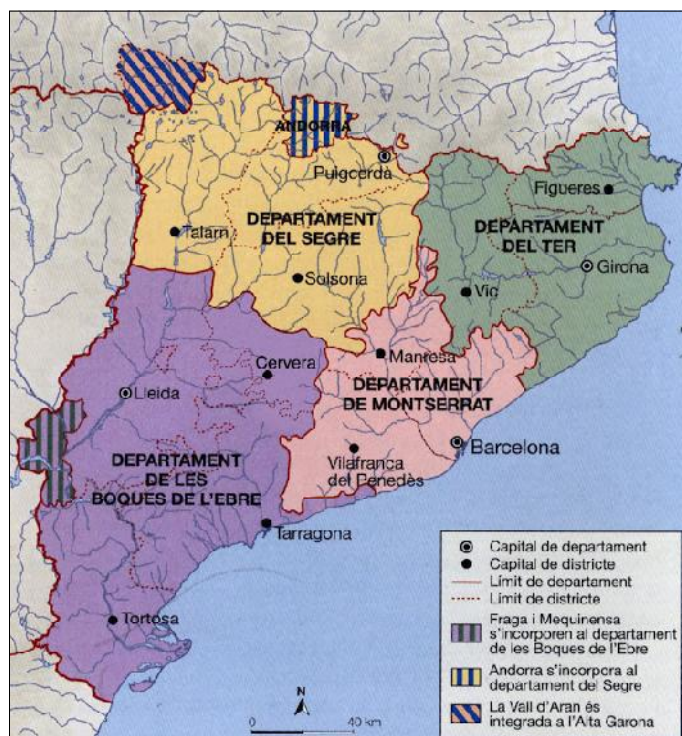 ANDORRA
Puigcerdà
Figueres
DEPARTAMENT
DEL SEGRE
DEPARTAMENT
DEL TER
Talarn
Girona
Solsona
Vic
Manresa
Cervera
DEPARTAMENT
DE MONTSERRAT
Lleida
Barcelona
Vilafranca
del Penedès
DEPARTAMENT
DE LES
BOQUES DE L'EBRE
Tarragona
Tortosa
N
0 40 km
Capital de departament
Capital de districte
Límit de departament
Límit de districte
Fraga i Mequinensa
s'incorporen al departament
de les Boques de l'Ebre
Andorra s'incorpora al
departament del Segre
La Vall d'Aran és
integrada a l'Alta Garona